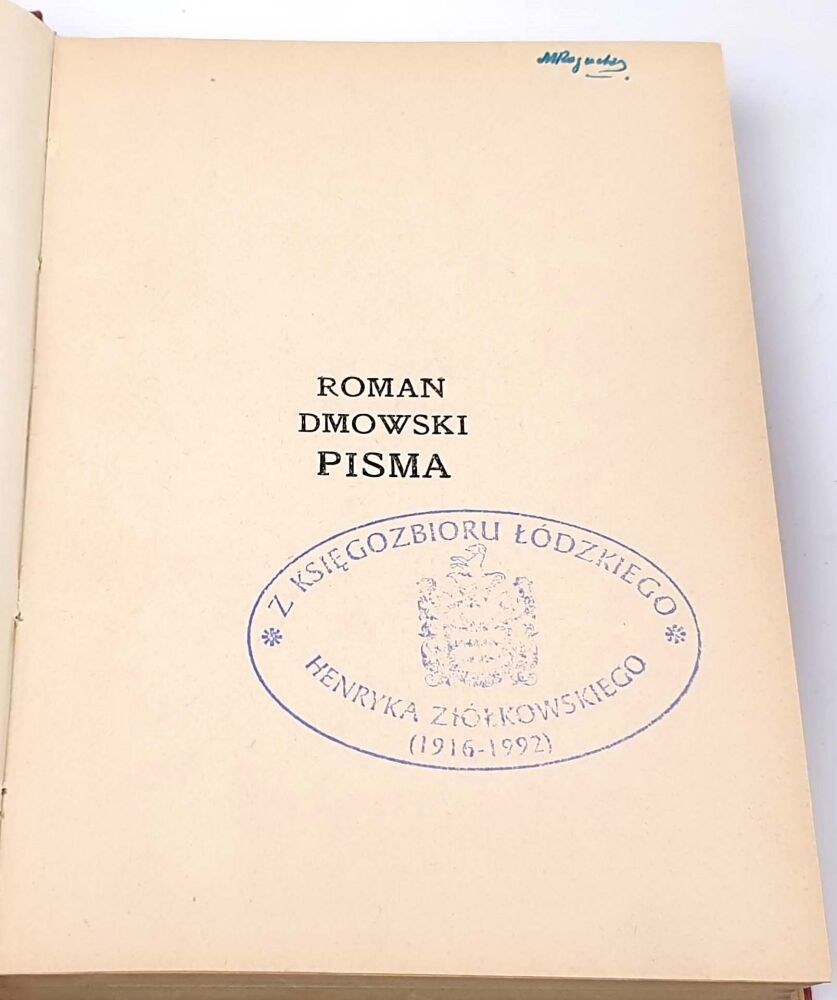 ROMAN
DMOWSKI
PISMA
Z KSIĘGOZBIORU ŁÓDZKIEGO
HENRYKA ZIÓŁKOWSKIEGO
(1916-1992)